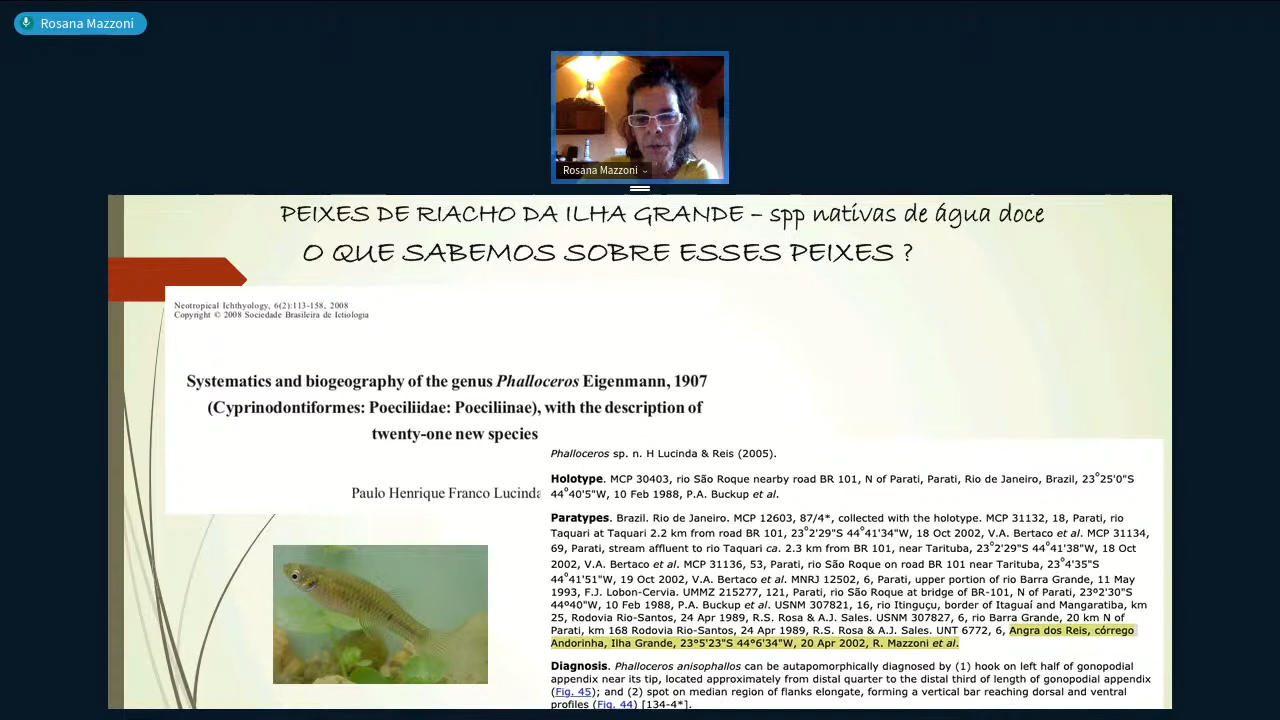 Rosana Mazzoni
Rosana Mazzoni
PEIXES DE RIACHO DA ILHA GRANDE – spp nativas de água doce
O QUE SABEMOS SOBRE ESSES PEIXES ?
Neotropical Ichthyology, 6(2):113-158, 2008
Copyright © 2008 Sociedade Brasileira de Ictiologia
Systematics and biogeography of the genus Phalloceros Eigenmann, 1907
(Cyprinodontiformes: Poeciliidae: Poeciliinae), with the description of
twenty-one new species
Paulo Henrique Franco Lucinda
Phalloceros sp. n. H Lucinda & Reis (2005).
Holotype. MCP 30403, rio São Roque nearby road BR 101, N of Parati, Parati, Rio de Janeiro, Brazil, 23°25'0"S
44°40'5"W, 10 Feb 1988, P.A. Buckup et al.
Paratypes. Brazil. Rio de Janeiro. MCP 12603, 87/4*, collected with the holotype. MCP 31132, 18, Parati, rio
Taquari at Taquari 2.2 km from road BR 101, 23°2'29"S 44°41'34"W, 18 Oct 2002, V.A. Bertaco et al. MCP 31134,
69, Parati, stream affluent to rio Taquari ca. 2.3 km from BR 101, near Tarituba, 23°2'29"S 44°41'38"W, 18 Oct
2002, V.A. Bertaco et al. MCP 31136, 53, Parati, rio São Roque on road BR 101 near Tarituba, 23°4'35"S
44°41'51"W, 19 Oct 2002, V.A. Bertaco et al. MNRJ 12502, 6, Parati, upper portion of rio Barra Grande, 11 May
1993, F.J. Lobon-Cervia. UMMZ 215277, 121, Parati, rio São Roque at bridge of BR-101, N of Parati, 23º2'30"S
44º40"W, 10 Feb 1988, P.A. Buckup et al. USNM 307821, 16, rio Itinguçu, border of Itaguaí and Mangaratiba, km
25, Rodovia Rio-Santos, 24 Apr 1989, R.S. Rosa & A.J. Sales. USNM 307827, 6, rio Barra Grande, 20 km N of
Parati, km 168 Rodovia Rio-Santos, 24 Apr 1989, R.S. Rosa & A.J. Sales. UNT 6772, 6, Angra dos Reis, córrego
Andorinha, Ilha Grande, 23°5'23"S 44°6'34"W, 20 Apr 2002, R. Mazzoni et al.
Diagnosis. Phalloceros anisophallos can be autapomorphically diagnosed by (1) hook on left half of gonopodial
appendix near its tip, located approximately from distal quarter to the distal third of length of gonopodial appendix
(Fig. 45); and (2) spot on median region of flanks elongate, forming a vertical bar reaching dorsal and ventral
profiles (Fig. 44) [134-4*].